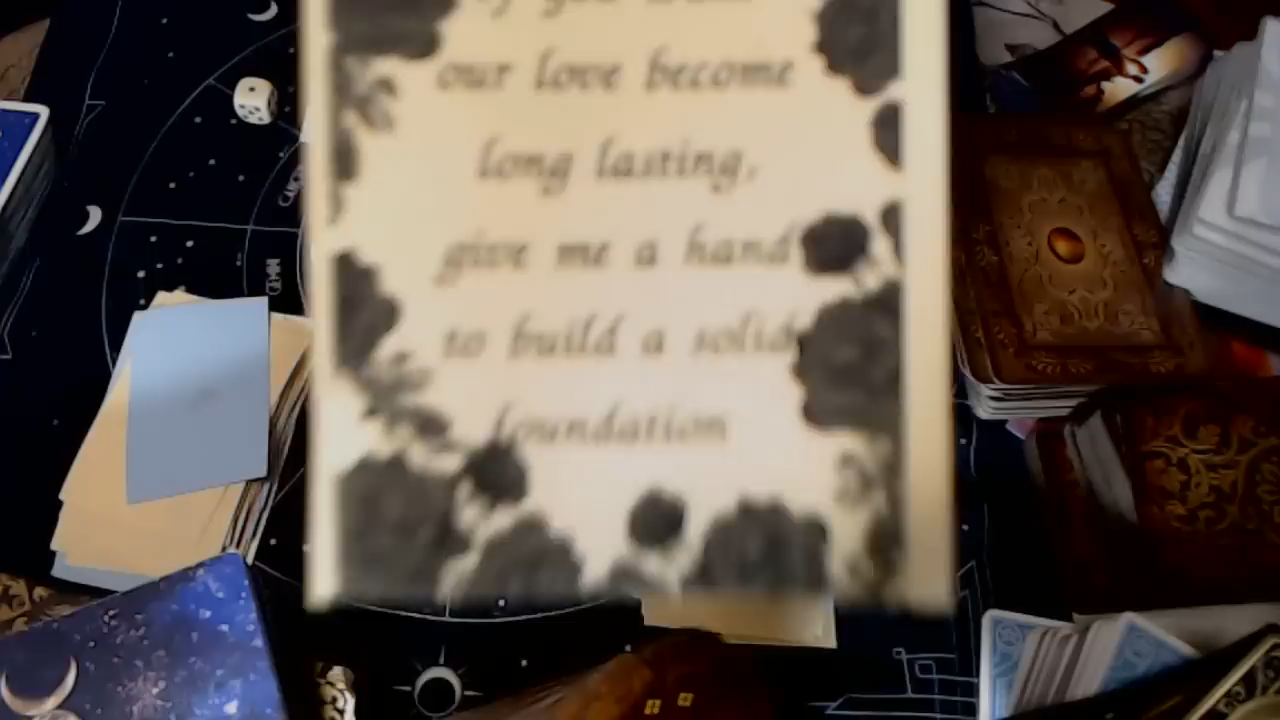 our love become
long lasting,
give me a hand
to build a solid
foundation